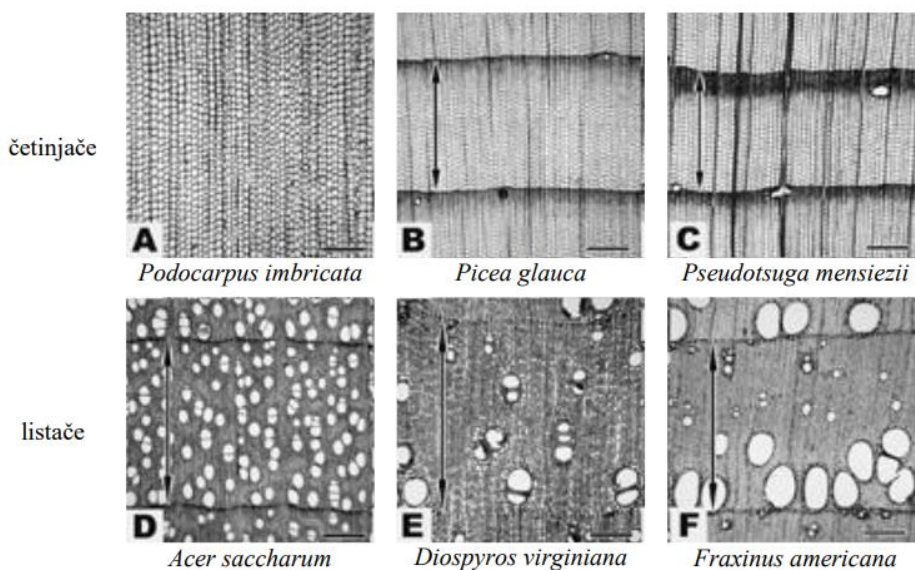 četinjače
A
B
C
Podocarpus imbricata
Picea glauca
Pseudotsuga mensiezii
listače
D
E
F
Acer saccharum
Diospyros virginiana
Fraxinus americana